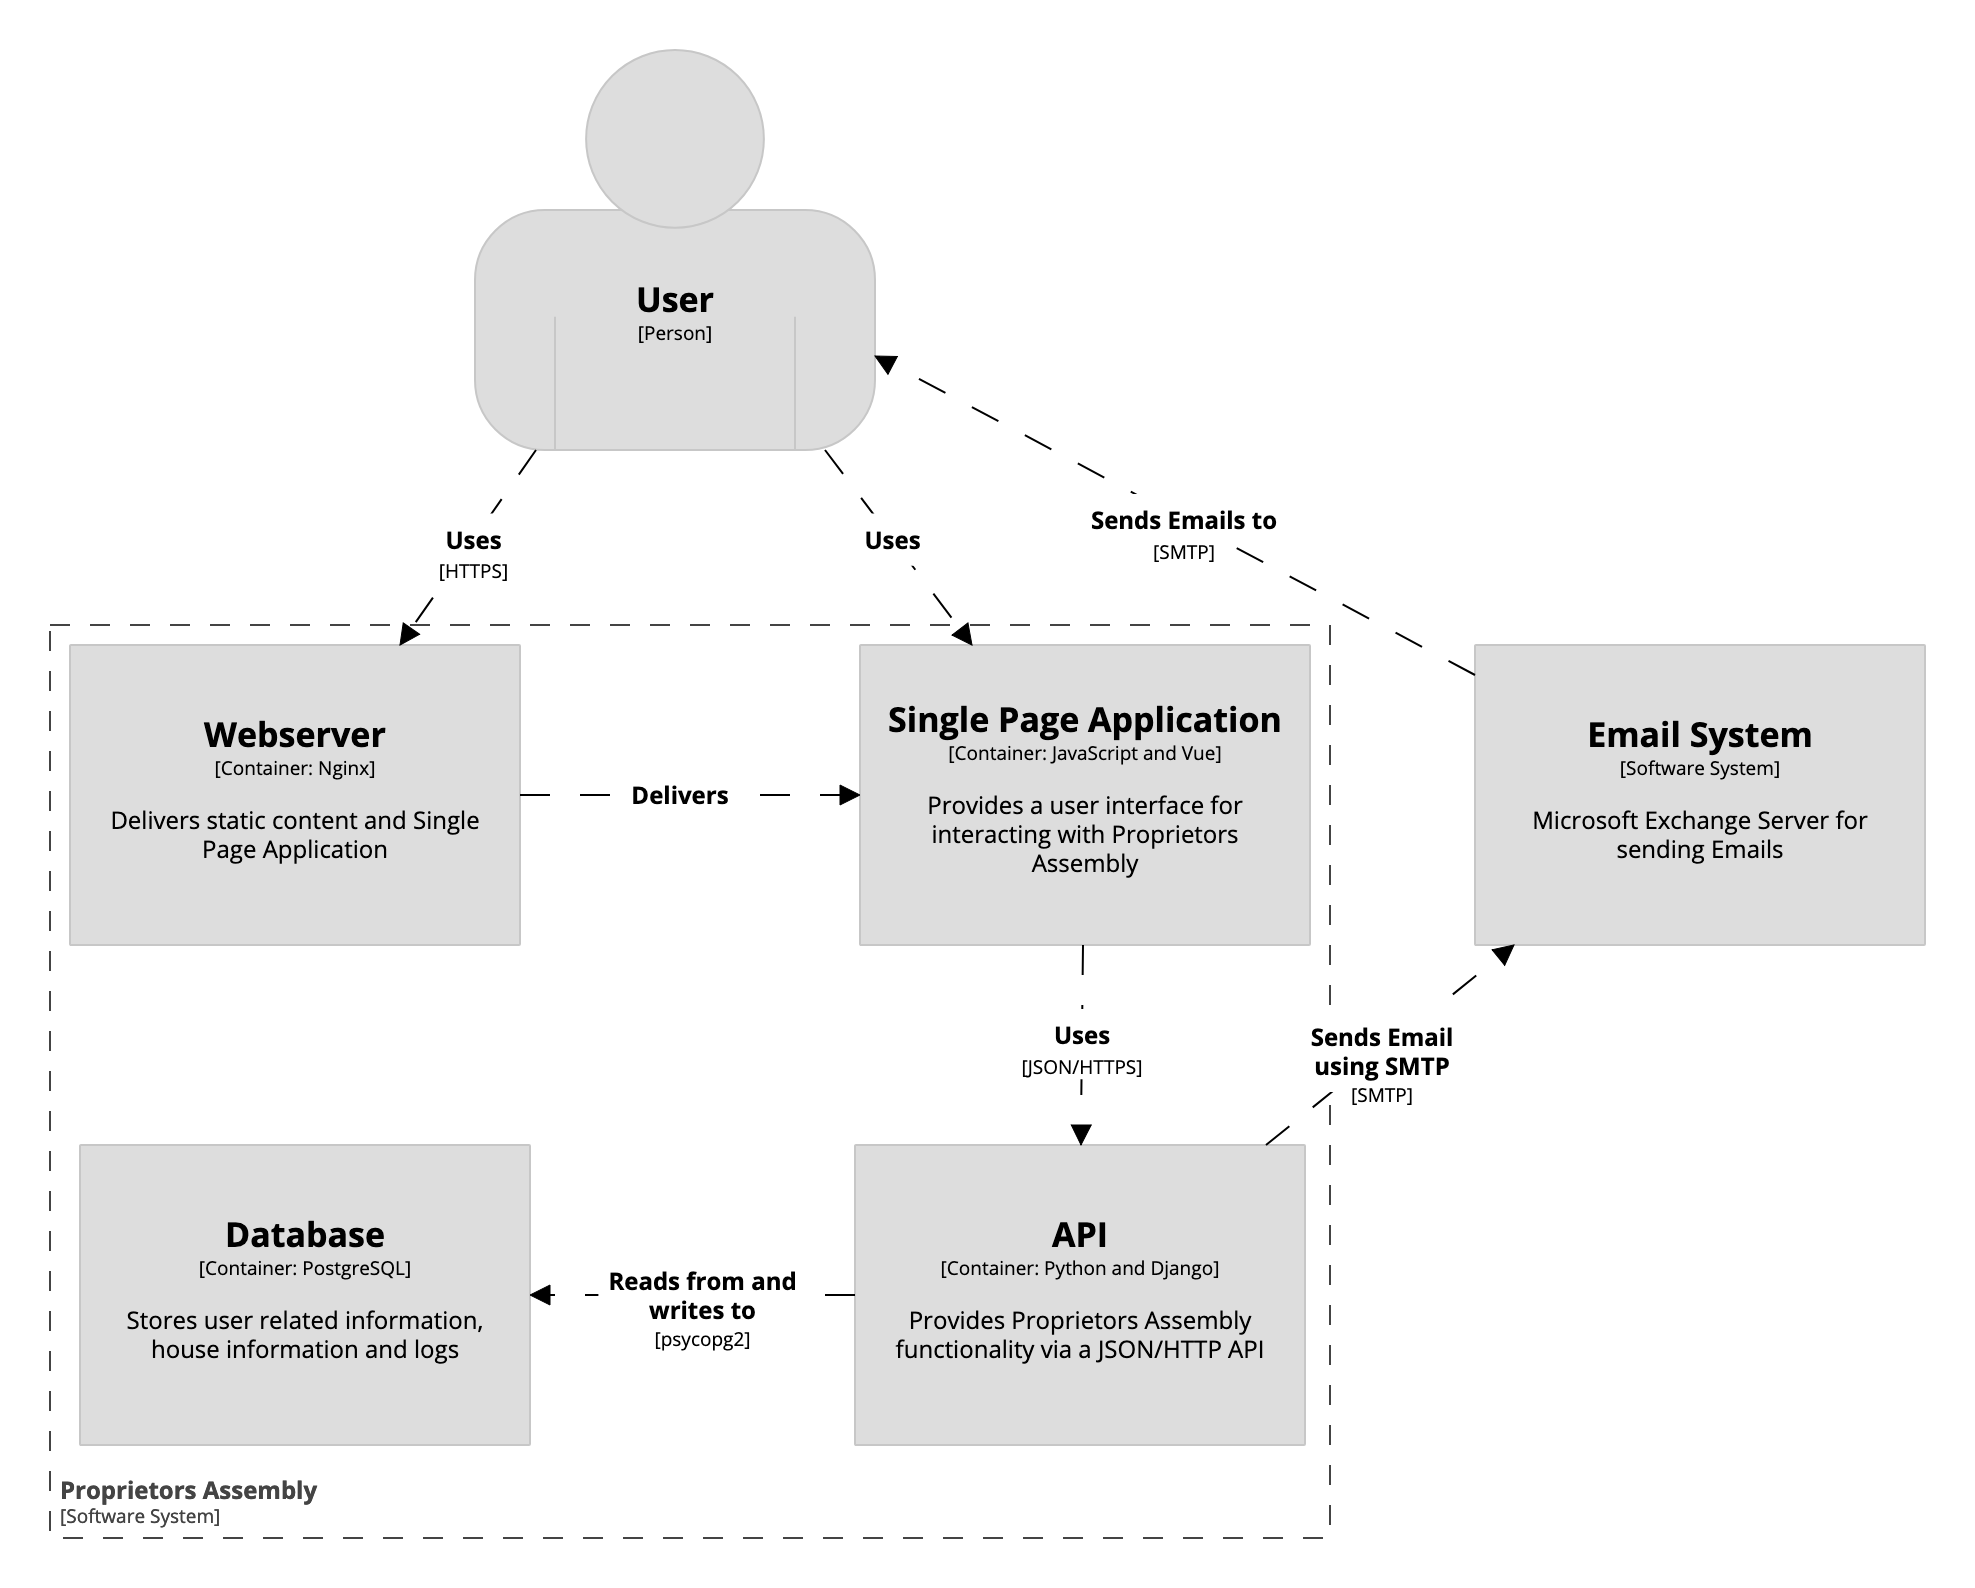 User
[Person]
Uses
[HTTPS]
Uses
Sends Emails to
[SMTP]
Webserver
[Container: Nginx]
Delivers static content and Single
Page Application
Delivers
Single Page Application
[Container: JavaScript and Vue]
Provides a user interface for
interacting with Proprietors
Assembly
Email System
[Software System]
Microsoft Exchange Server for
sending Emails
Uses
[JSON/HTTPS]
Sends Email
using SMTP
[SMTP]
Database
[Container: PostgreSQL]
Stores user related information,
house information and logs
Reads from and
writes to
[psycopg2]
API
[Container: Python and Django]
Provides Proprietors Assembly
functionality via a JSON/HTTP API
Proprietors Assembly
[Software System]